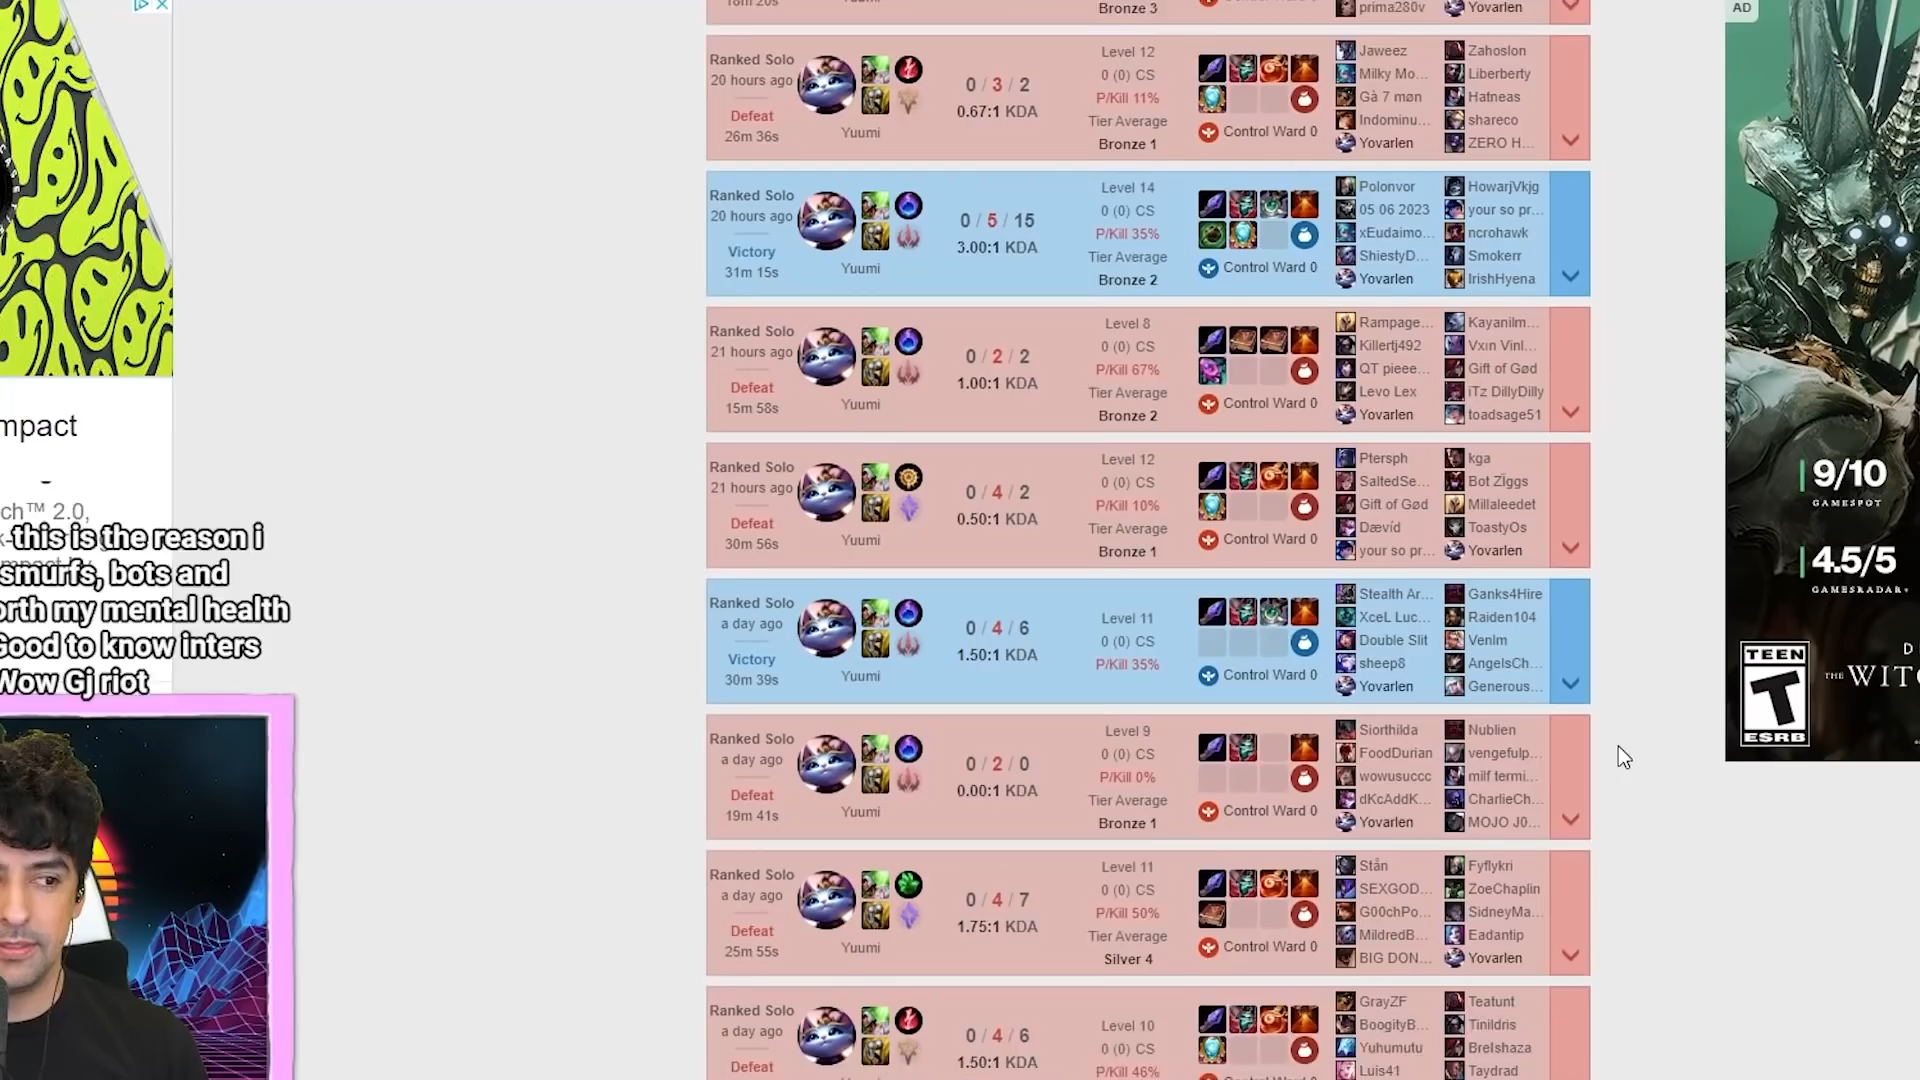 18m 20s
Yuumi
Bronze 3
prima280v
Yovarlen
Ranked Solo
20 hours ago
Defeat
26m 36s
Yuumi
0 / 3 / 2
0.67:1 KDA
Level 12
0 (0) CS
P/Kill 11%
Tier Average
Bronze 1
Control Ward 0
Jaweez
Milky Mo...
Gà 7 møn
Indominu...
Yovarlen
Zahoslon
Liberberty
Hatneas
shareco
ZERO H...
Ranked Solo
20 hours ago
Victory
31m 15s
Yuumi
0 / 5 / 15
3.00:1 KDA
Level 14
0 (0) CS
P/Kill 35%
Tier Average
Bronze 2
Control Ward 0
Polonvor
05 06 2023
xEudaimo...
ShiestyD...
Yovarlen
HowarjVkjg
your so pr...
ncrohawk
Smokerr
IrishHyena
Ranked Solo
21 hours ago
Defeat
15m 58s
Yuumi
0 / 2 / 2
1.00:1 KDA
Level 8
0 (0) CS
P/Kill 67%
Tier Average
Bronze 2
Control Ward 0
Rampage...
Killertj492
QT pieee...
Levo Lex
Yovarlen
Kayanilm...
Vxın Vinl...
Gift of Gød
iTz DillyDilly
toadsage51
Ranked Solo
21 hours ago
Defeat
30m 56s
Yuumi
0 / 4 / 2
0.50:1 KDA
Level 12
0 (0) CS
P/Kill 10%
Tier Average
Bronze 1
Control Ward 0
Ptersph
SaltedSe...
Gift of Gød
Dævíd
your so pr...
kga
Bot ZÎggs
Millaleedet
ToastyOs
Yovarlen
Ranked Solo
a day ago
Victory
30m 39s
Yuumi
0 / 4 / 6
1.50:1 KDA
Level 11
0 (0) CS
P/Kill 35%
Control Ward 0
Stealth Ar...
XceL Luc...
Double Slit
sheep8
Yovarlen
Ganks4Hire
Raiden104
Venlm
AngelsCh...
Generous...
Ranked Solo
a day ago
Defeat
19m 41s
Yuumi
0 / 2 / 0
0.00:1 KDA
Level 9
0 (0) CS
P/Kill 0%
Tier Average
Bronze 1
Control Ward 0
Siorthilda
FoodDurian
wowusuccc
dKcAddK...
Yovarlen
Nublien
vengefulp...
milf termi...
CharlieCh...
MOJO J0...
Ranked Solo
a day ago
Defeat
25m 55s
Yuumi
0 / 4 / 7
1.75:1 KDA
Level 11
0 (0) CS
P/Kill 50%
Tier Average
Silver 4
Control Ward 0
Stån
SEXGOD...
G00chPo...
MildredB...
BIG DON...
Fyflykri
ZoeChaplin
SidneyMa...
Eadantip
Yovarlen
Ranked Solo
a day ago
Defeat
0 / 4 / 6
1.50:1 KDA
Level 10
0 (0) CS
P/Kill 46%
GrayZF
BoogityB...
Yuhumutu
Luis41
Teatunt
Tinildris
Brelshaza
Taydrad
mpact
ch™ 2.0,
this is the reason i
smurfs, bots and
orth my mental health
Good to know inters
Wow Gj riot
AD
9/10
GAMESPOT
4.5/5
GAMESRADAR+
TEEN
T
ESRB
D
THE WITC